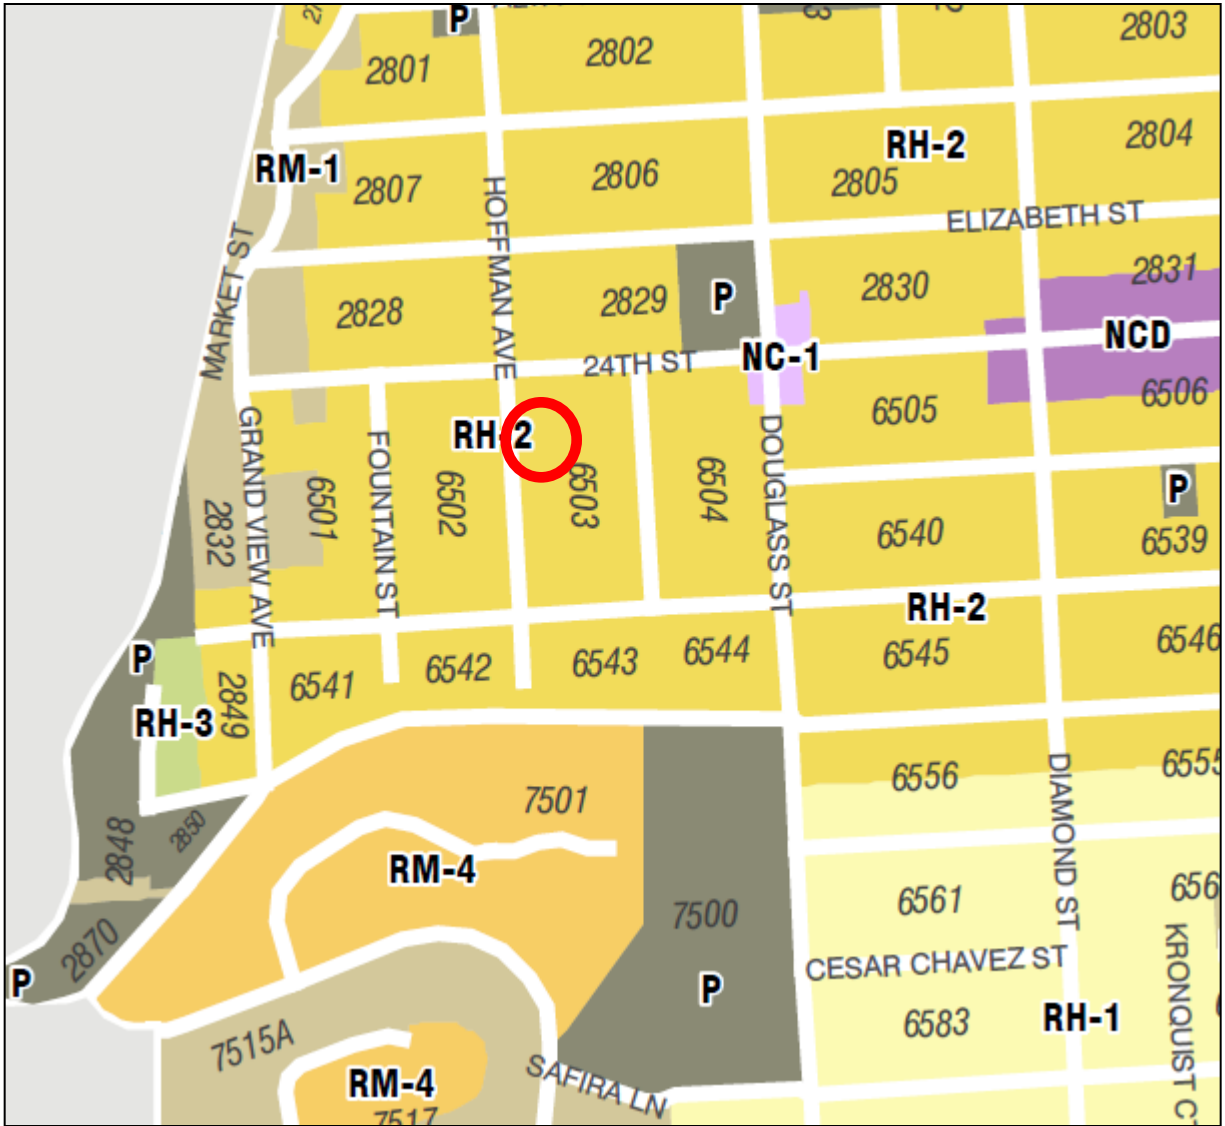 P
2803
2801
2802
2804
RH-2
RM-1
2807
2806
2805
ELIZABETH ST
HOFFMAN AVE
MARKET ST
2831
2828
2829
P
2830
NCD
24TH ST
NC-1
6506
6505
RH-2
GRAND VIEW AVE
FOUNTAIN ST
DOUGLASS ST
2832
6501
6502
6503
6504
P
6540
6539
RH-2
P
6542
6543
6544
6545
6546
6541
2849
RH-3
6556
6555
7501
DIAMOND ST
2848
2850
RM-4
6561
656
7500
2870
CESAR CHAVEZ ST
KRONQUIST C
P
P
6583
RH-1
7515A
SAFIRA LN
RM-4
7517